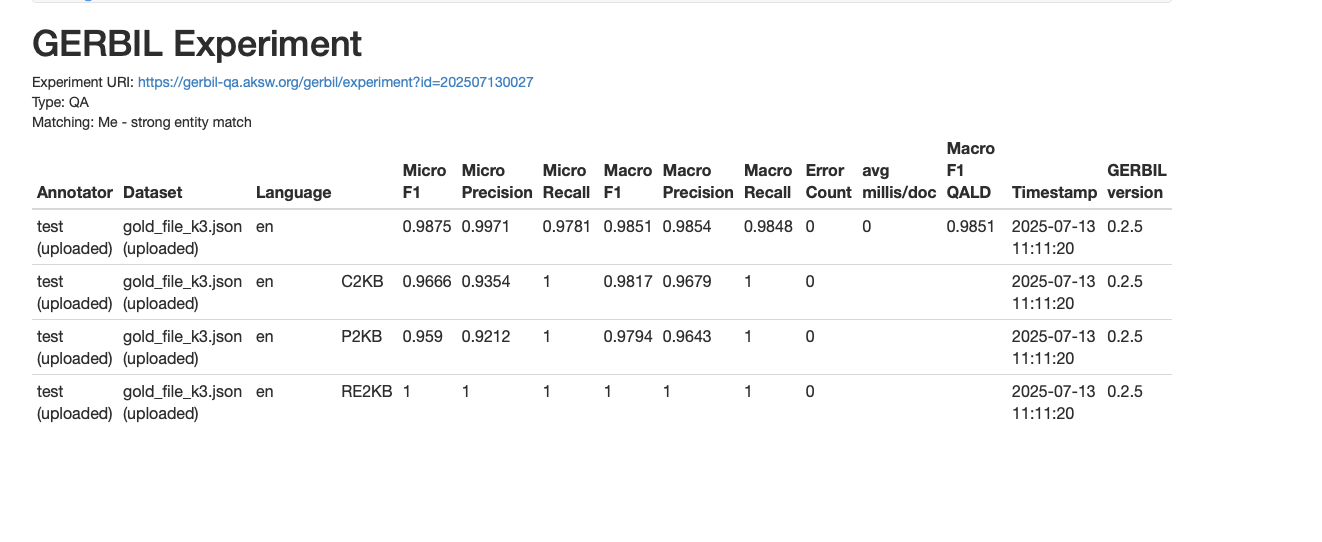 GERBIL Experiment
Experiment URI: https://gerbil-qa.aksw.org/gerbil/experiment?id=202507130027
Type: QA
Matching: Me - strong entity match
Annotator Dataset Language Micro F1 Micro Precision Micro Recall Macro F1 Macro Precision Macro Recall Error Count avg millis/doc Macro F1 QALD Timestamp GERBIL version
test (uploaded) gold_file_k3.json (uploaded) en 0.9875 0.9971 0.9781 0.9851 0.9854 0.9848 0 0 0.9851 2025-07-13 11:11:20 0.2.5
test (uploaded) gold_file_k3.json (uploaded) en C2KB 0.9666 0.9354 1 0.9817 0.9679 1 0 2025-07-13 11:11:20 0.2.5
test (uploaded) gold_file_k3.json (uploaded) en P2KB 0.959 0.9212 1 0.9794 0.9643 1 0 2025-07-13 11:11:20 0.2.5
test (uploaded) gold_file_k3.json (uploaded) en RE2KB 1 1 1 1 1 1 0 2025-07-13 11:11:20 0.2.5